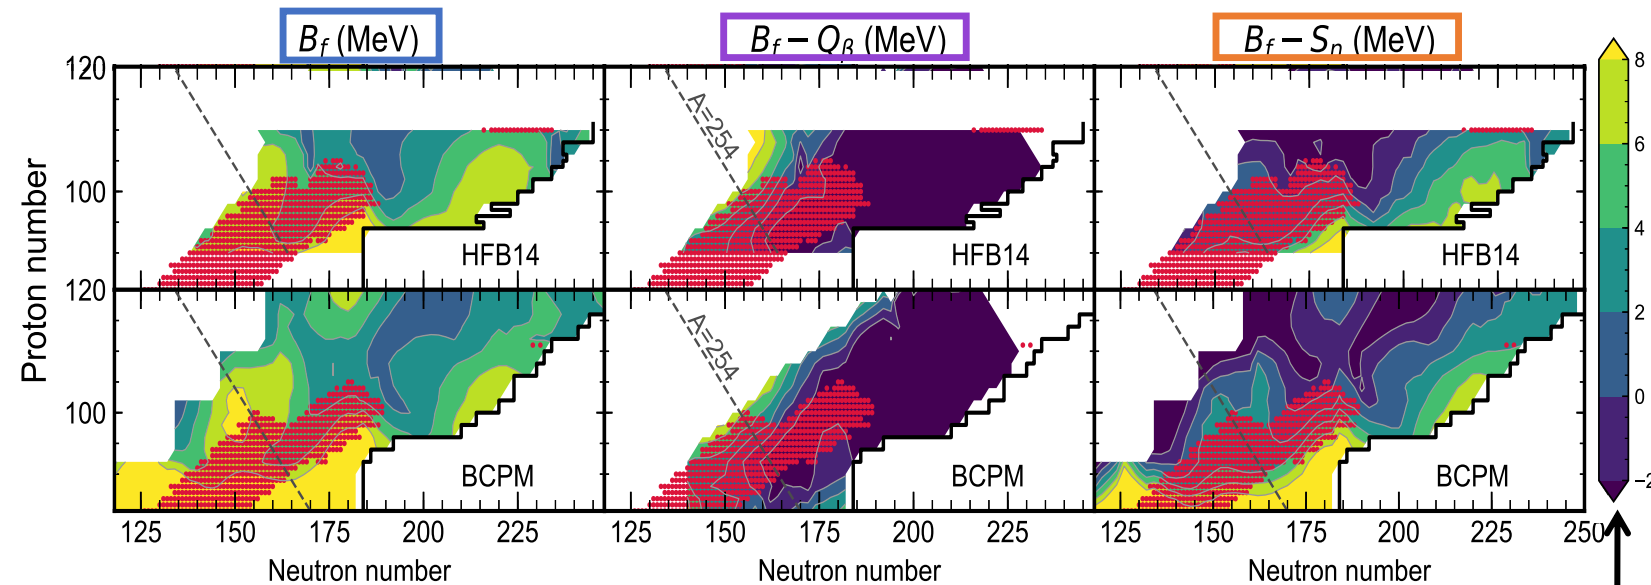 B_f (MeV)
B_f − Q_β (MeV)
B_f − S_n (MeV)
120
100
Proton number
A=254
HFB14
HFB14
HFB14
120
100
Proton number
A=254
BCPM
BCPM
BCPM
125 150 175 200 225
125 150 175 200 225
125 150 175 200 225 250
Neutron number
Neutron number
Neutron number
8
6
4
2
0
−2